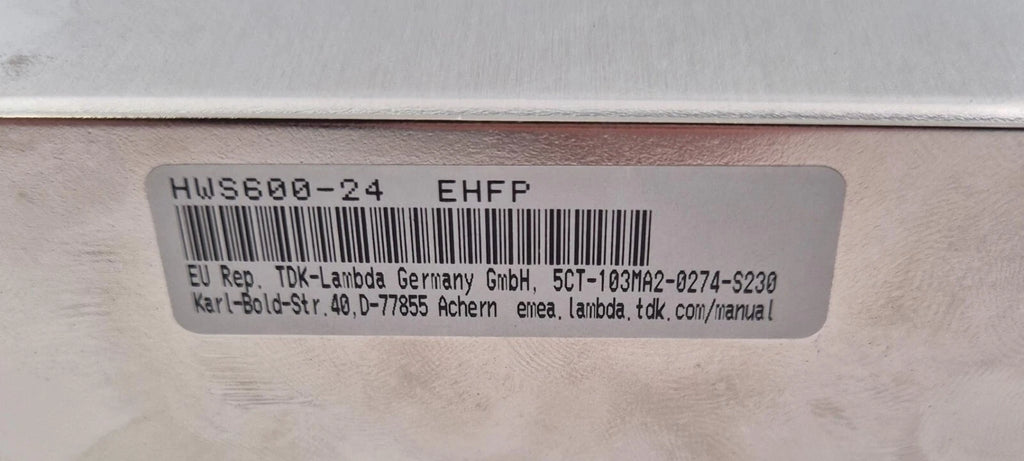 HWS600-24 EHFP
EU Rep. TDK-Lambda Germany GmbH, 5CT-103MA2-0274-S230
Karl-Bold-Str.40,D-77855 Achern emea.lambda.tdk.com/manual